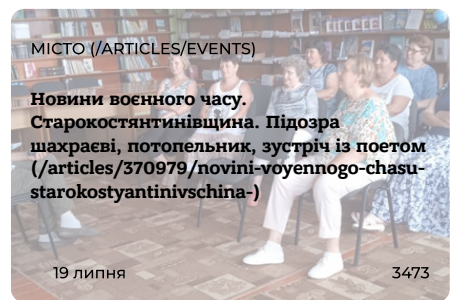 МІСТО (/ARTICLES/EVENTS)
Новини воєнного часу.
Старокостянтинівщина. Підозра
шахраєві, потопельник, зустріч із поетом
(/articles/370979/novini-voyennogo-chasu-
starokostyantinivschina-)
19 липня
3473